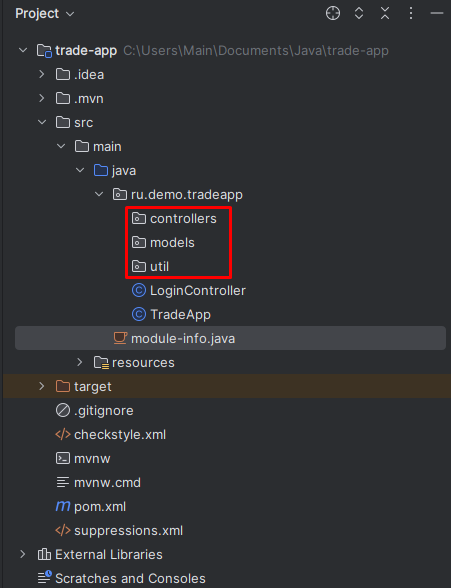 Project
trade-app C:\Users\Main\Documents\Java\trade-app
.idea
.mvn
src
main
java
ru.demo.tradeapp
controllers
models
util
LoginController
TradeApp
module-info.java
resources
target
.gitignore
checkstyle.xml
mvnw
mvnw.cmd
pom.xml
suppressions.xml
External Libraries
Scratches and Consoles